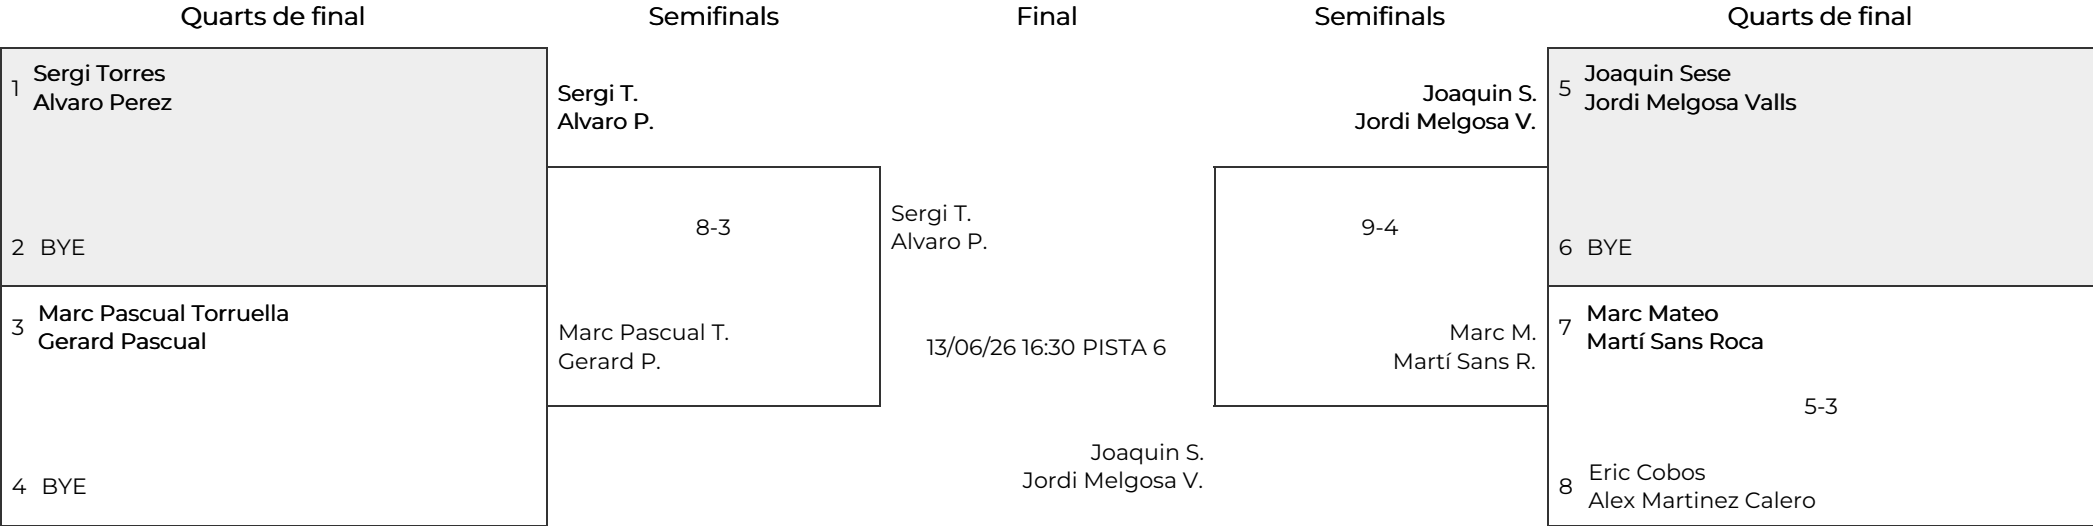 Quarts de final
Semifinals
Final
Semifinals
Quarts de final
1
Sergi Torres
Alvaro Perez
2 BYE
3
Marc Pascual Torruella
Gerard Pascual
4 BYE
Sergi T.
Alvaro P.
8-3
Marc Pascual T.
Gerard P.
Sergi T.
Alvaro P.
13/06/26 16:30 PISTA 6
Joaquin S.
Jordi Melgosa V.
Joaquin S.
Jordi Melgosa V.
9-4
Marc M.
Martí Sans R.
5
Joaquin Sese
Jordi Melgosa Valls
6 BYE
7
Marc Mateo
Martí Sans Roca
5-3
8
Eric Cobos
Alex Martinez Calero